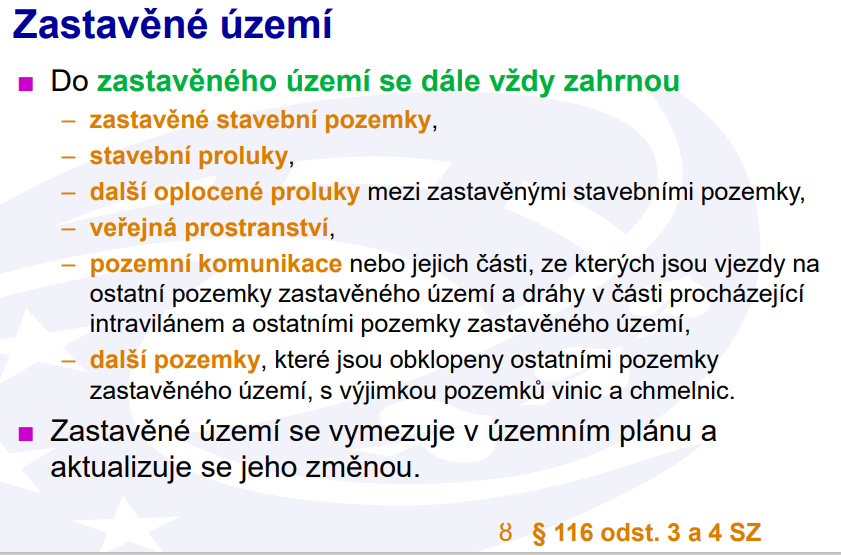 Zastavěné území
■ Do zastavěného území se dále vždy zahrnou
– zastavěné stavební pozemky,
– stavební proluky,
– další oplocené proluky mezi zastavěnými stavebními pozemky,
– veřejná prostranství,
– pozemní komunikace nebo jejich části, ze kterých jsou vjezdy na
ostatní pozemky zastavěného území a dráhy v části procházející
intravilánem a ostatními pozemky zastavěného území,
– další pozemky, které jsou obklopeny ostatními pozemky
zastavěného území, s výjimkou pozemků vinic a chmelnic.
■ Zastavěné území se vymezuje v územním plánu a
aktualizuje se jeho změnou.
8 § 116 odst. 3 a 4 SZ